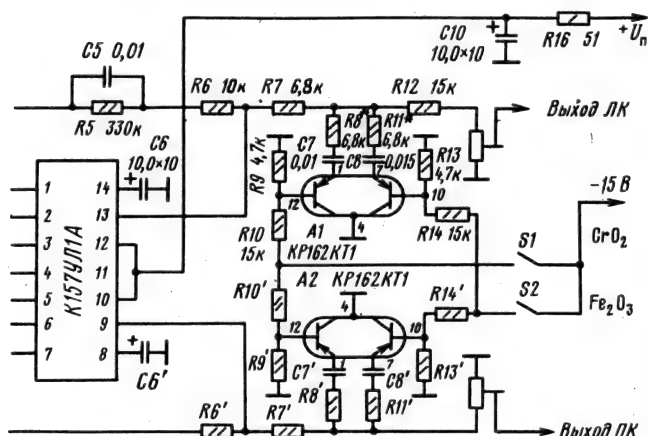 C10
10,0×10
R16 51
+Uп
C5 0,01
R6 10к
R7 6,8к
R12 15к
R5 330к
Выход ЛК
R8*
R11*
6,8к
6,8к
C6
10,0×10
R9 4,7к
C7
0,01
C8
0,015
R13
4,7к
1
7
12
10
4
1
2
3
4
5
6
7
К157УЛ1А
14
13
12
11
10
9
8
R10
15к
A1
КР162КТ1
R14 15к
S1
-15 В
CrO2
A2 КР162КТ1
S2
Fe2O3
R10'
4
R14'
12
10
1
7
R9'
C7'
C8'
R13'
R8'
R11'
C6'
R6'
R7'
Выход ПК